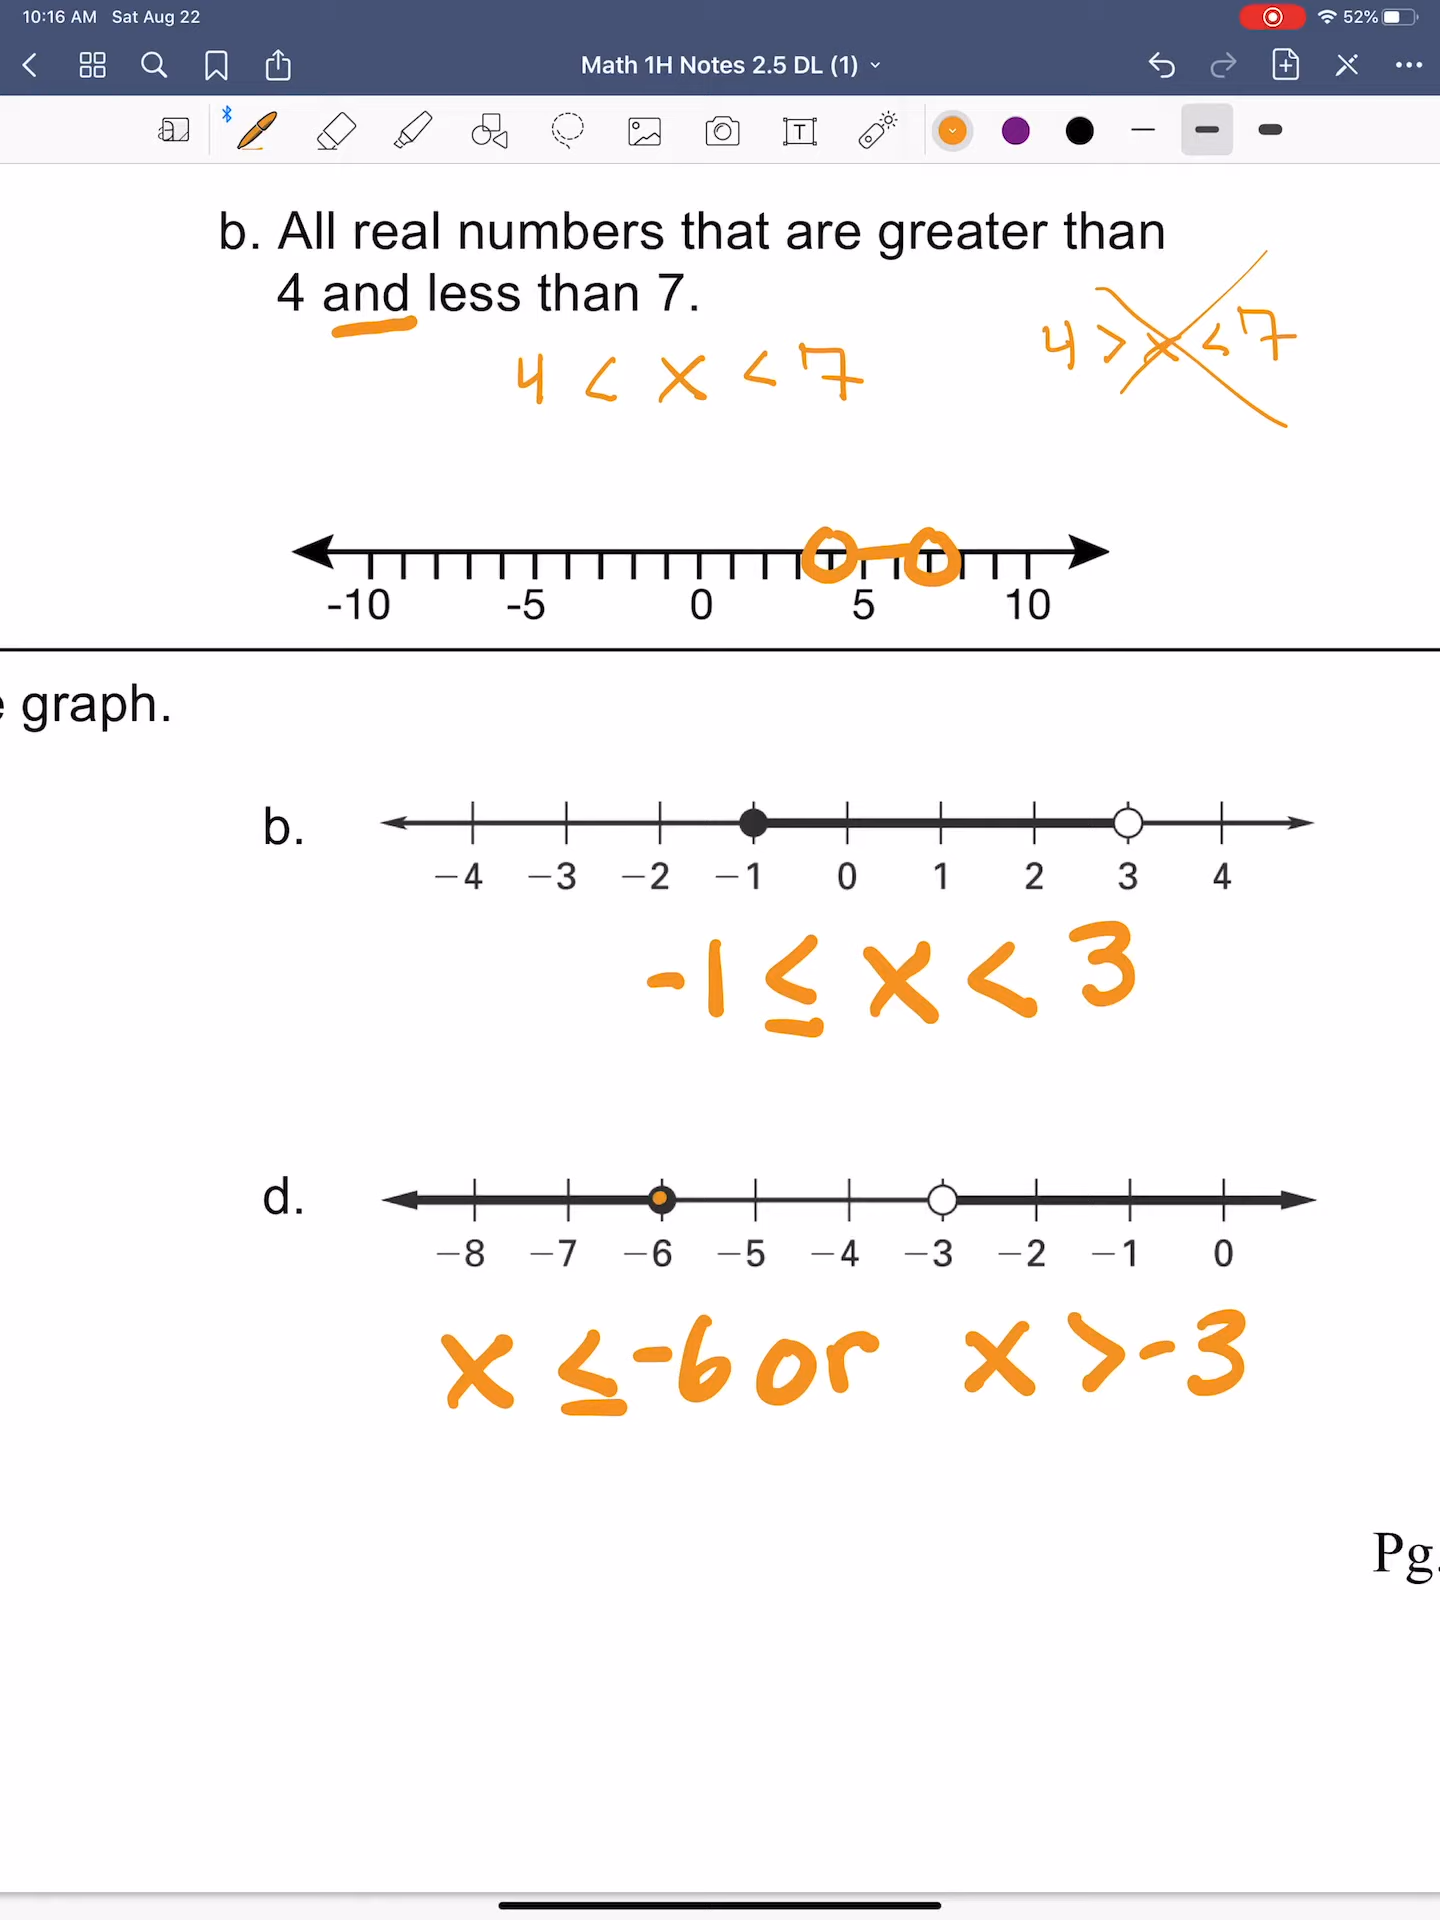 10:16 AM Sat Aug 22
52%
Math 1H Notes 2.5 DL (1)
b. All real numbers that are greater than
4 and less than 7.
4 > x < 7
4 < x < 7
-10 -5 0 5 10
e graph.
b.
−4 −3 −2 −1 0 1 2 3 4
-1 ≤ x < 3
d.
−8 −7 −6 −5 −4 −3 −2 −1 0
x ≤ -6 or x > -3
Pg.